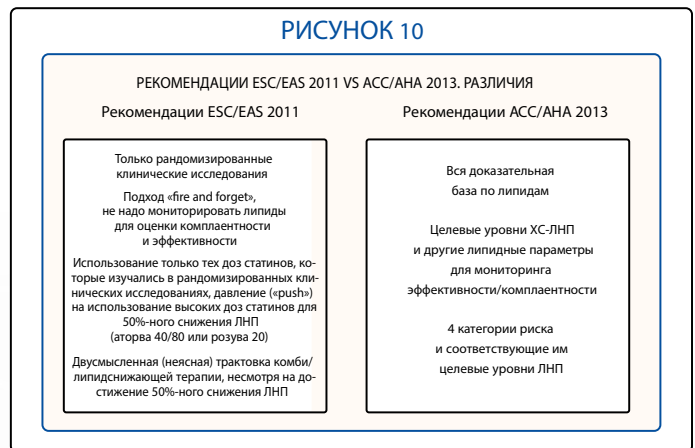 РИСУНОК 10
РЕКОМЕНДАЦИИ ESC/EAS 2011 VS ACC/AHA 2013. РАЗЛИЧИЯ
Рекомендации ESC/EAS 2011
Только рандомизированные
клинические исследования
Подход «fire and forget»,
не надо мониторировать липиды
для оценки комплаентности
и эффективности
Использование только тех доз статинов, ко-
торые изучались в рандомизированных кли-
нических исследованиях, давление («push»)
на использование высоких доз статинов для
50%-ного снижения ЛНП
(аторва 40/80 или розува 20)
Двусмысленная (неясная) трактовка комби/
липидснижающей терапии, несмотря на до-
стижение 50%-ного снижения ЛНП
Рекомендации ACC/AHA 2013
Вся доказательная
база по липидам
Целевые уровни ХС-ЛНП
и другие липидные параметры
для мониторинга
эффективности/комплаентности
4 категории риска
и соответствующие им
целевые уровни ЛНП